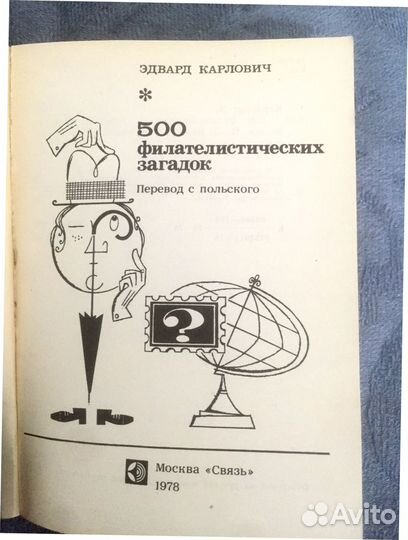 ЭДВАРД КАРЛОВИЧ
*
500
филателистических
загадок
Перевод с польского
?
Москва «Связь»
1978
Avito